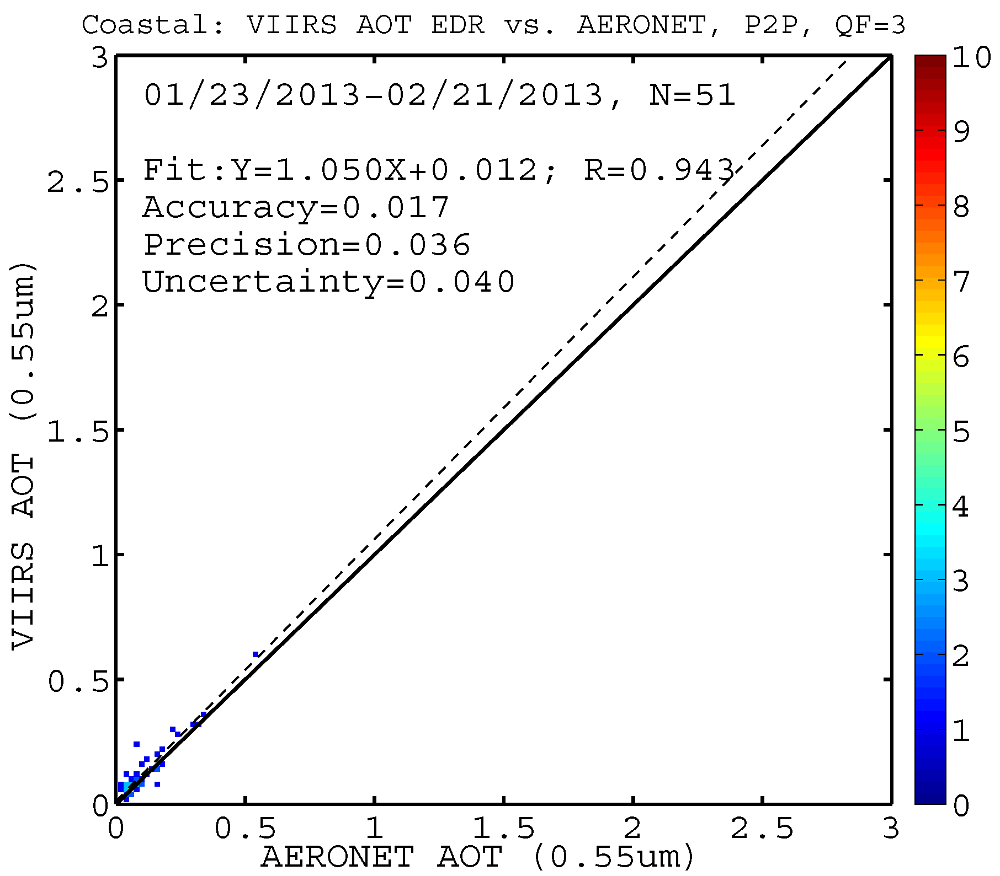 Coastal: VIIRS AOT EDR vs. AERONET, P2P, QF=3
01/23/2013-02/21/2013, N=51
Fit:Y=1.050X+0.012; R=0.943
Accuracy=0.017
Precision=0.036
Uncertainty=0.040
VIIRS AOT (0.55um)
3
2.5
2
1.5
1
0.5
0
0 0.5 1 1.5 2 2.5 3
AERONET AOT (0.55um)
10
9
8
7
6
5
4
3
2
1
0